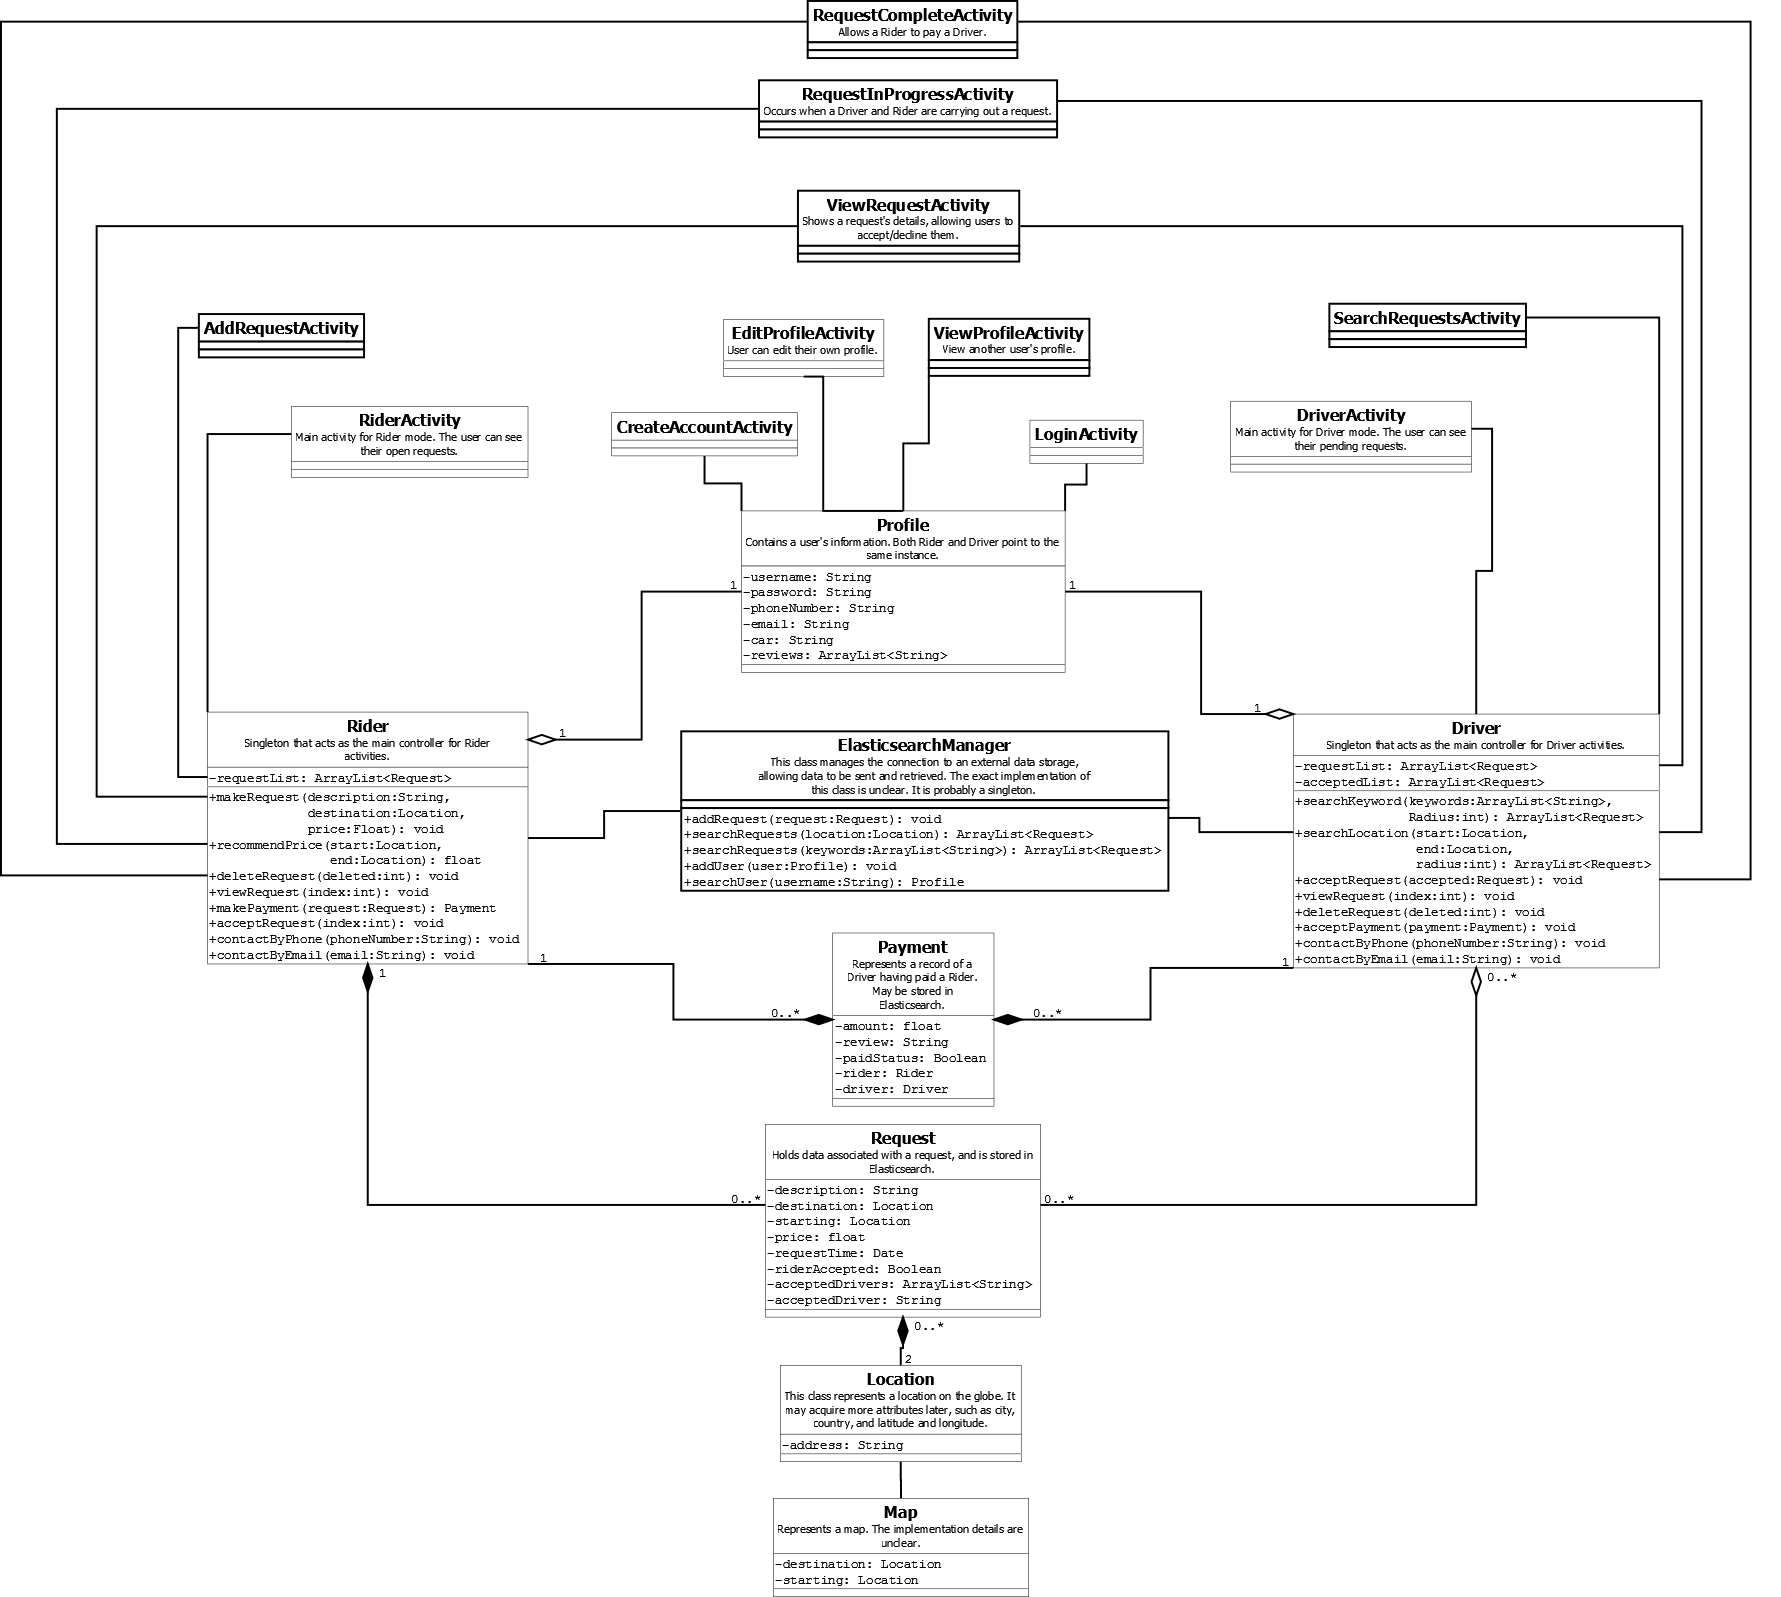 RequestCompleteActivity
Allows a Rider to pay a Driver.
RequestInProgressActivity
Occurs when a Driver and Rider are carrying out a request.
ViewRequestActivity
Shows a request's details, allowing users to
accept/decline them.
AddRequestActivity
EditProfileActivity
User can edit their own profile.
ViewProfileActivity
View another user's profile.
SearchRequestsActivity
RiderActivity
Main activity for Rider mode. The user can see
their open requests.
CreateAccountActivity
LoginActivity
DriverActivity
Main activity for Driver mode. The user can see
their pending requests.
Profile
Contains a user's information. Both Rider and Driver point to the
same instance.
-username: String
-password: String
-phoneNumber: String
-email: String
-car: String
-reviews: ArrayList<String>
1
1
1
1
Rider
Singleton that acts as the main controller for Rider
activities.
-requestList: ArrayList<Request>
+makeRequest(description:String,
destination:Location,
price:Float): void
+recommendPrice(start:Location,
end:Location): float
+deleteRequest(deleted:int): void
+viewRequest(index:int): void
+makePayment(request:Request): Payment
+acceptRequest(index:int): void
+contactByPhone(phoneNumber:String): void
+contactByEmail(email:String): void
ElasticsearchManager
This class manages the connection to an external data storage,
allowing data to be sent and retrieved. The exact implementation of
this class is unclear. It is probably a singleton.
+addRequest(request:Request): void
+searchRequests(location:Location): ArrayList<Request>
+searchRequests(keywords:ArrayList<String>): ArrayList<Request>
+addUser(user:Profile): void
+searchUser(username:String): Profile
Driver
Singleton that acts as the main controller for Driver activities.
-requestList: ArrayList<Request>
-acceptedList: ArrayList<Request>
+searchKeyword(keywords:ArrayList<String>,
Radius:int): ArrayList<Request>
+searchLocation(start:Location,
end:Location,
radius:int): ArrayList<Request>
+acceptRequest(accepted:Request): void
+viewRequest(index:int): void
+deleteRequest(deleted:int): void
+acceptPayment(payment:Payment): void
+contactByPhone(phoneNumber:String): void
+contactByEmail(email:String): void
1
1
1
0..*
Payment
Represents a record of a
Driver having paid a Rider.
May be stored in
Elasticsearch.
-amount: float
-review: String
-paidStatus: Boolean
-rider: Rider
-driver: Driver
0..*
0..*
Request
Holds data associated with a request, and is stored in
Elasticsearch.
-description: String
-destination: Location
-starting: Location
-price: float
-requestTime: Date
-riderAccepted: Boolean
-acceptedDrivers: ArrayList<String>
-acceptedDriver: String
0..*
0..*
0..*
2
Location
This class represents a location on the globe. It
may acquire more attributes later, such as city,
country, and latitude and longitude.
-address: String
Map
Represents a map. The implementation details are
unclear.
-destination: Location
-starting: Location